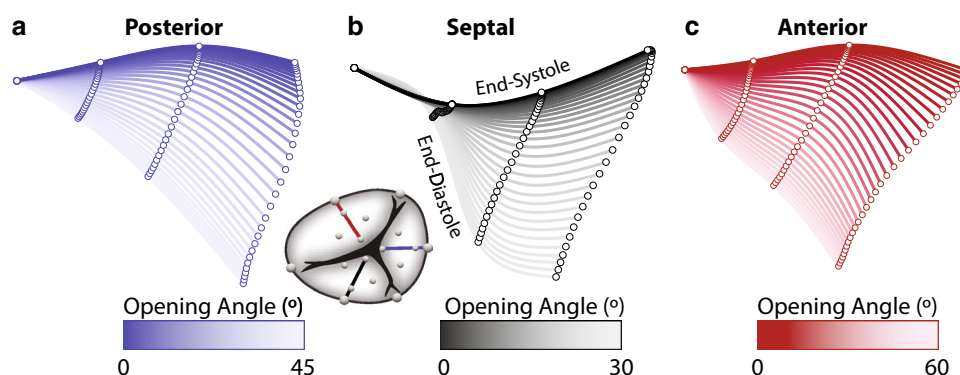 a Posterior
b Septal
c Anterior
End-Systole
End-Diastole
Opening Angle (º)
0 45
Opening Angle (º)
0 30
Opening Angle (º)
0 60